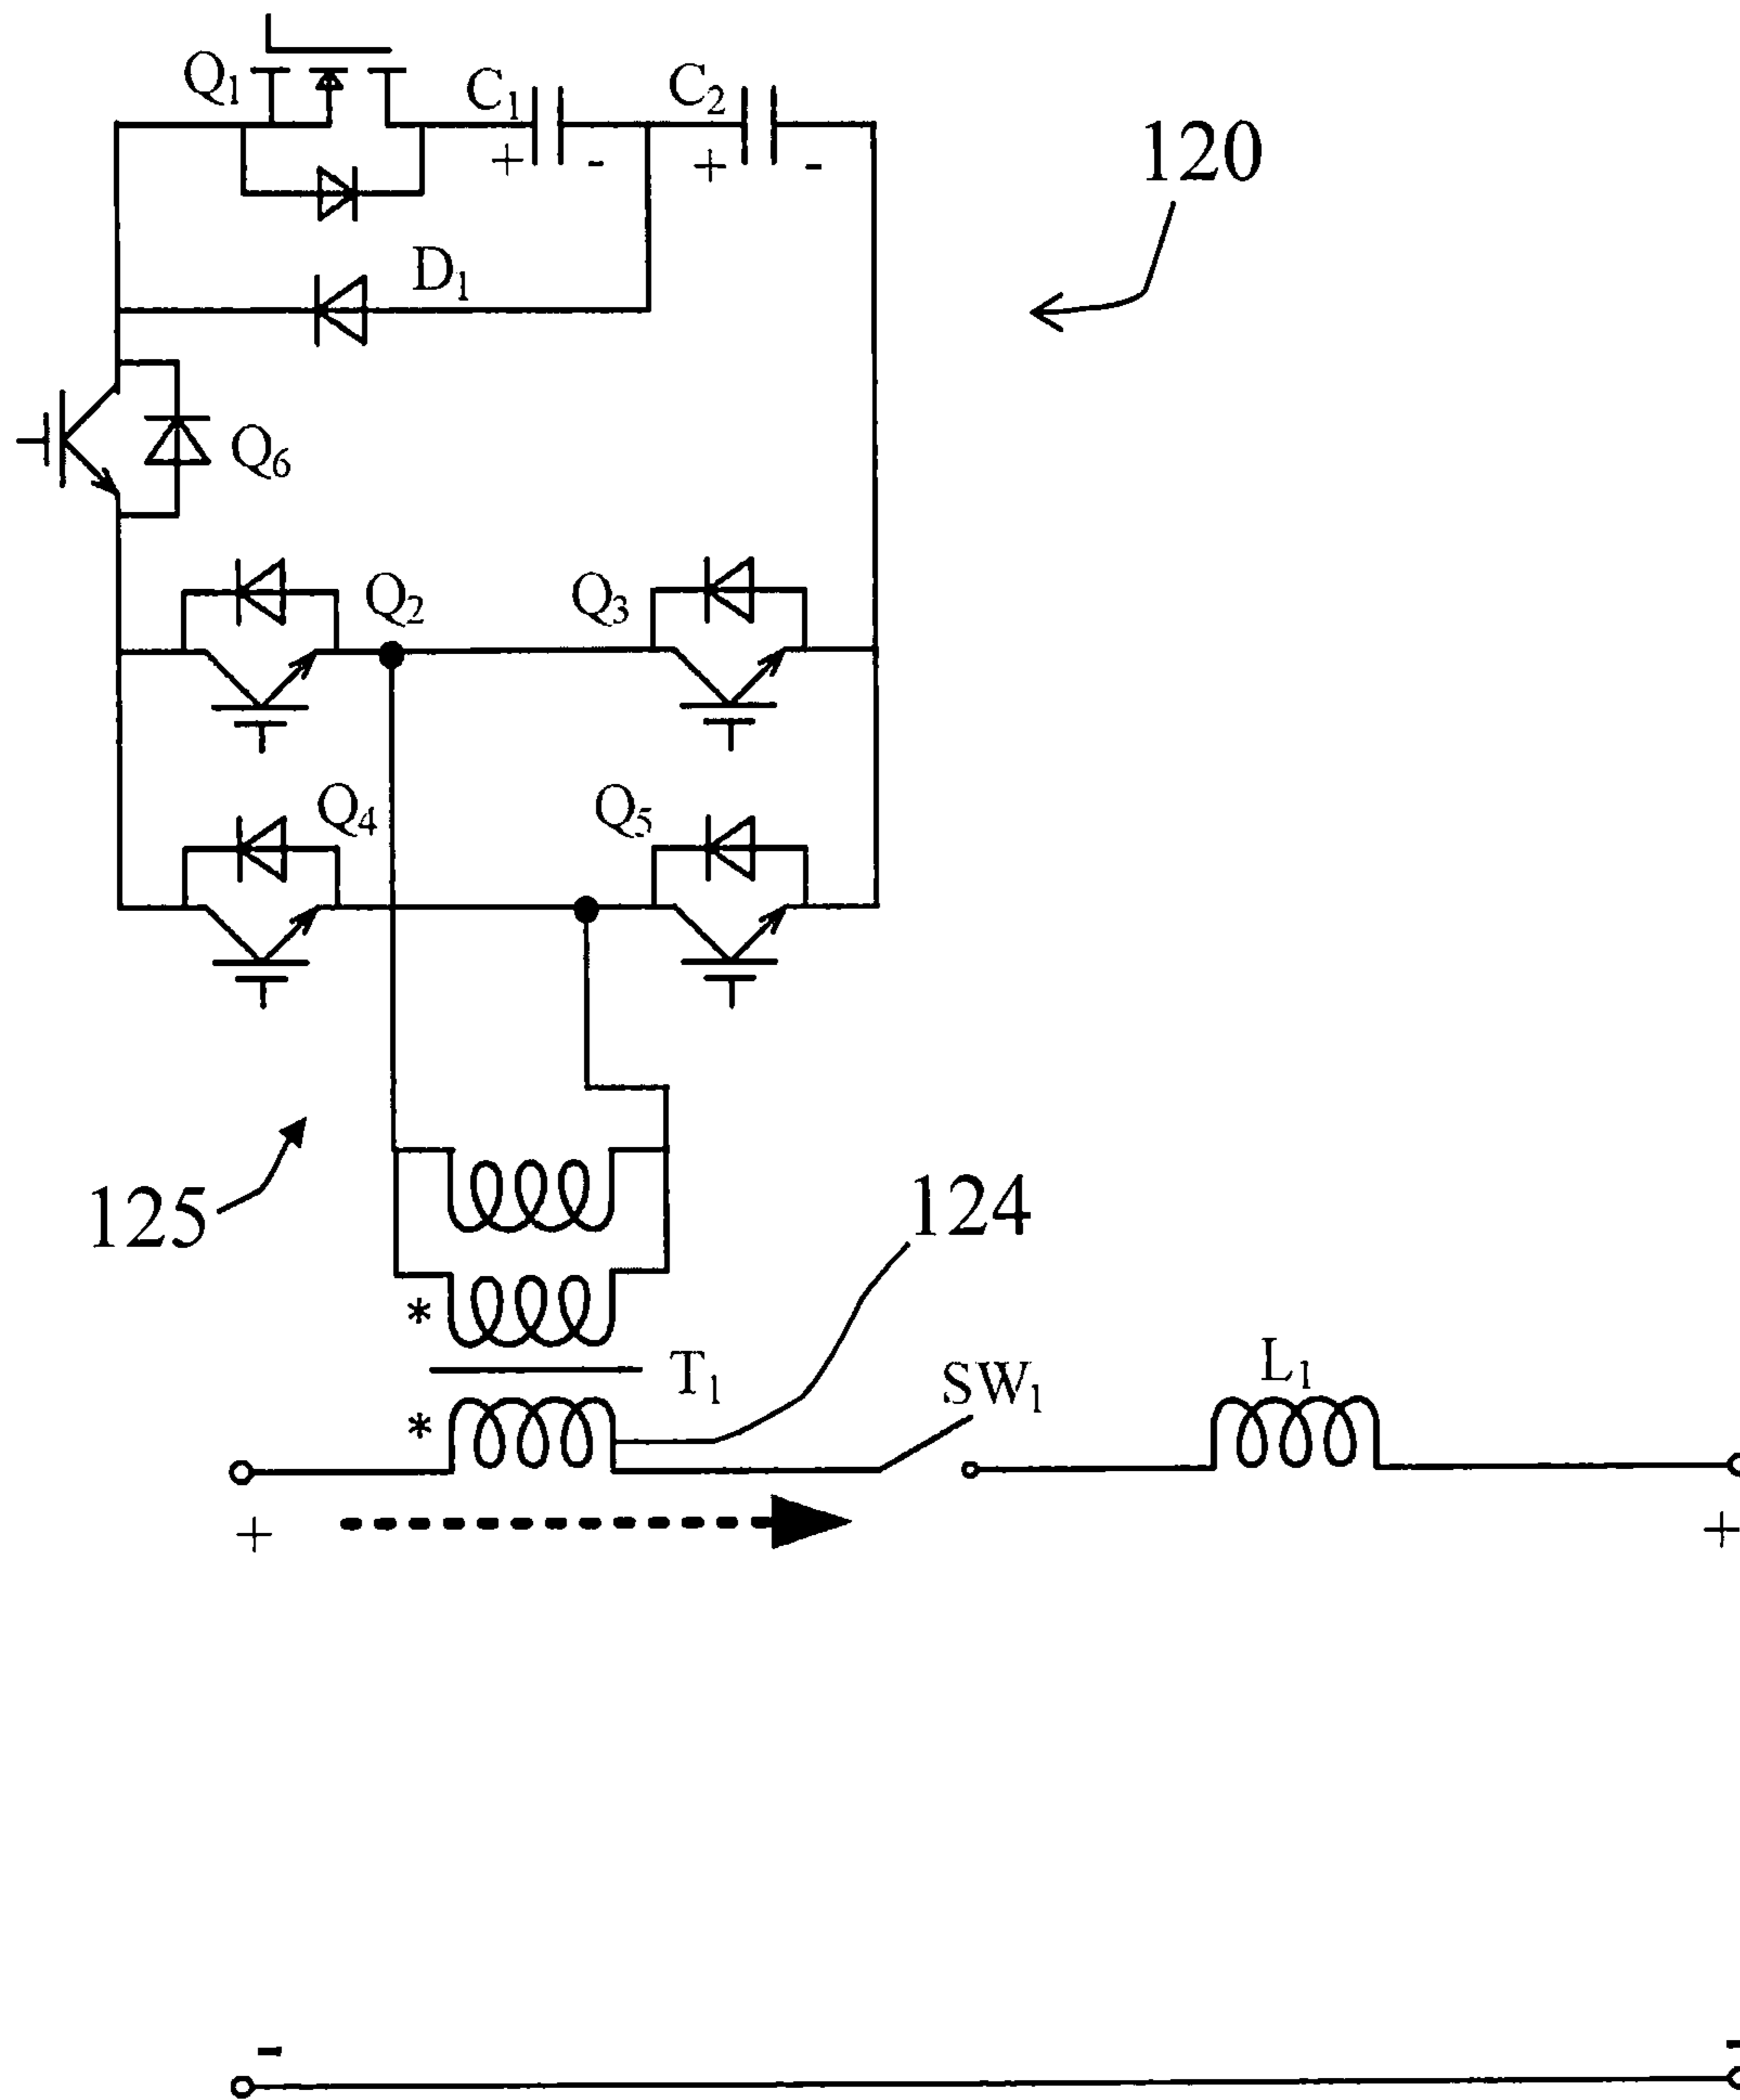 Q1
C1
C2
+ - + -
120
D1
Q6
Q2
Q3
Q4
Q5
125
124
*
T1
*
SW1
L1
+
+
-
-